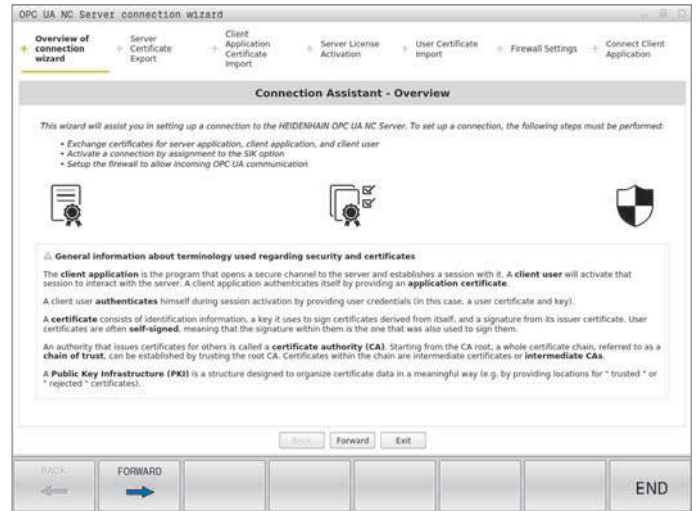 OPC UA NC Server connection wizard
Overview of
connection
wizard
Server
Certificate
Export
Client
Application
Certificate
Import
Server License
Activation
User Certificate
Import
Firewall Settings
Connect Client
Application
Connection Assistant - Overview
This wizard will assist you in setting up a connection to the HEIDENHAIN OPC UA NC Server. To set up a connection, the following steps must be performed:
• Exchange certificates for server application, client application, and client user
• Activate a connection by assignment to the SIK option
• Setup the firewall to allow incoming OPC UA communication
General information about terminology used regarding security and certificates
The client application is the program that opens a secure channel to the server and establishes a session with it. A client user will activate that
session to interact with the server. A client application authenticates itself by providing an application certificate.
A client user authenticates himself during session activation by providing user credentials (in this case, a user certificate and key).
A certificate consists of identification information, a key it uses to sign certificates derived from itself, and a signature from its issuer certificate. User
certificates are often self-signed, meaning that the signature within them is the one that was also used to sign them.
An authority that issues certificates for others is called a certificate authority (CA). Starting from the CA root, a whole certificate chain, referred to as a
chain of trust, can be established by trusting the root CA. Certificates within the chain are intermediate certificates or intermediate CAs.
A Public Key Infrastructure (PKI) is a structure designed to organize certificate data in a meaningful way (e.g. by providing locations for " trusted " or
" rejected " certificates).
Back Forward Exit
BACK FORWARD END